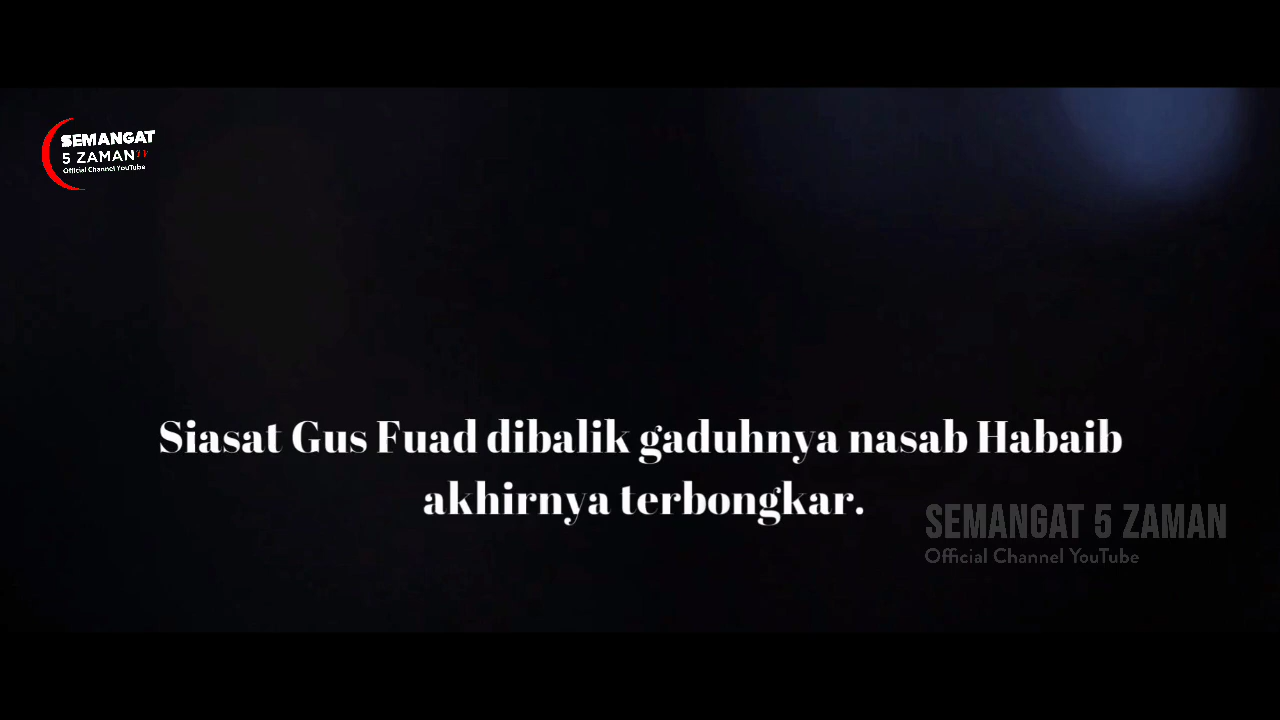 SEMANGAT
5 ZAMAN TV
Official Channel YouTube
Siasat Gus Fuad dibalik gaduhnya nasab Habaib
akhirnya terbongkar.
SEMANGAT 5 ZAMAN
Official Channel YouTube